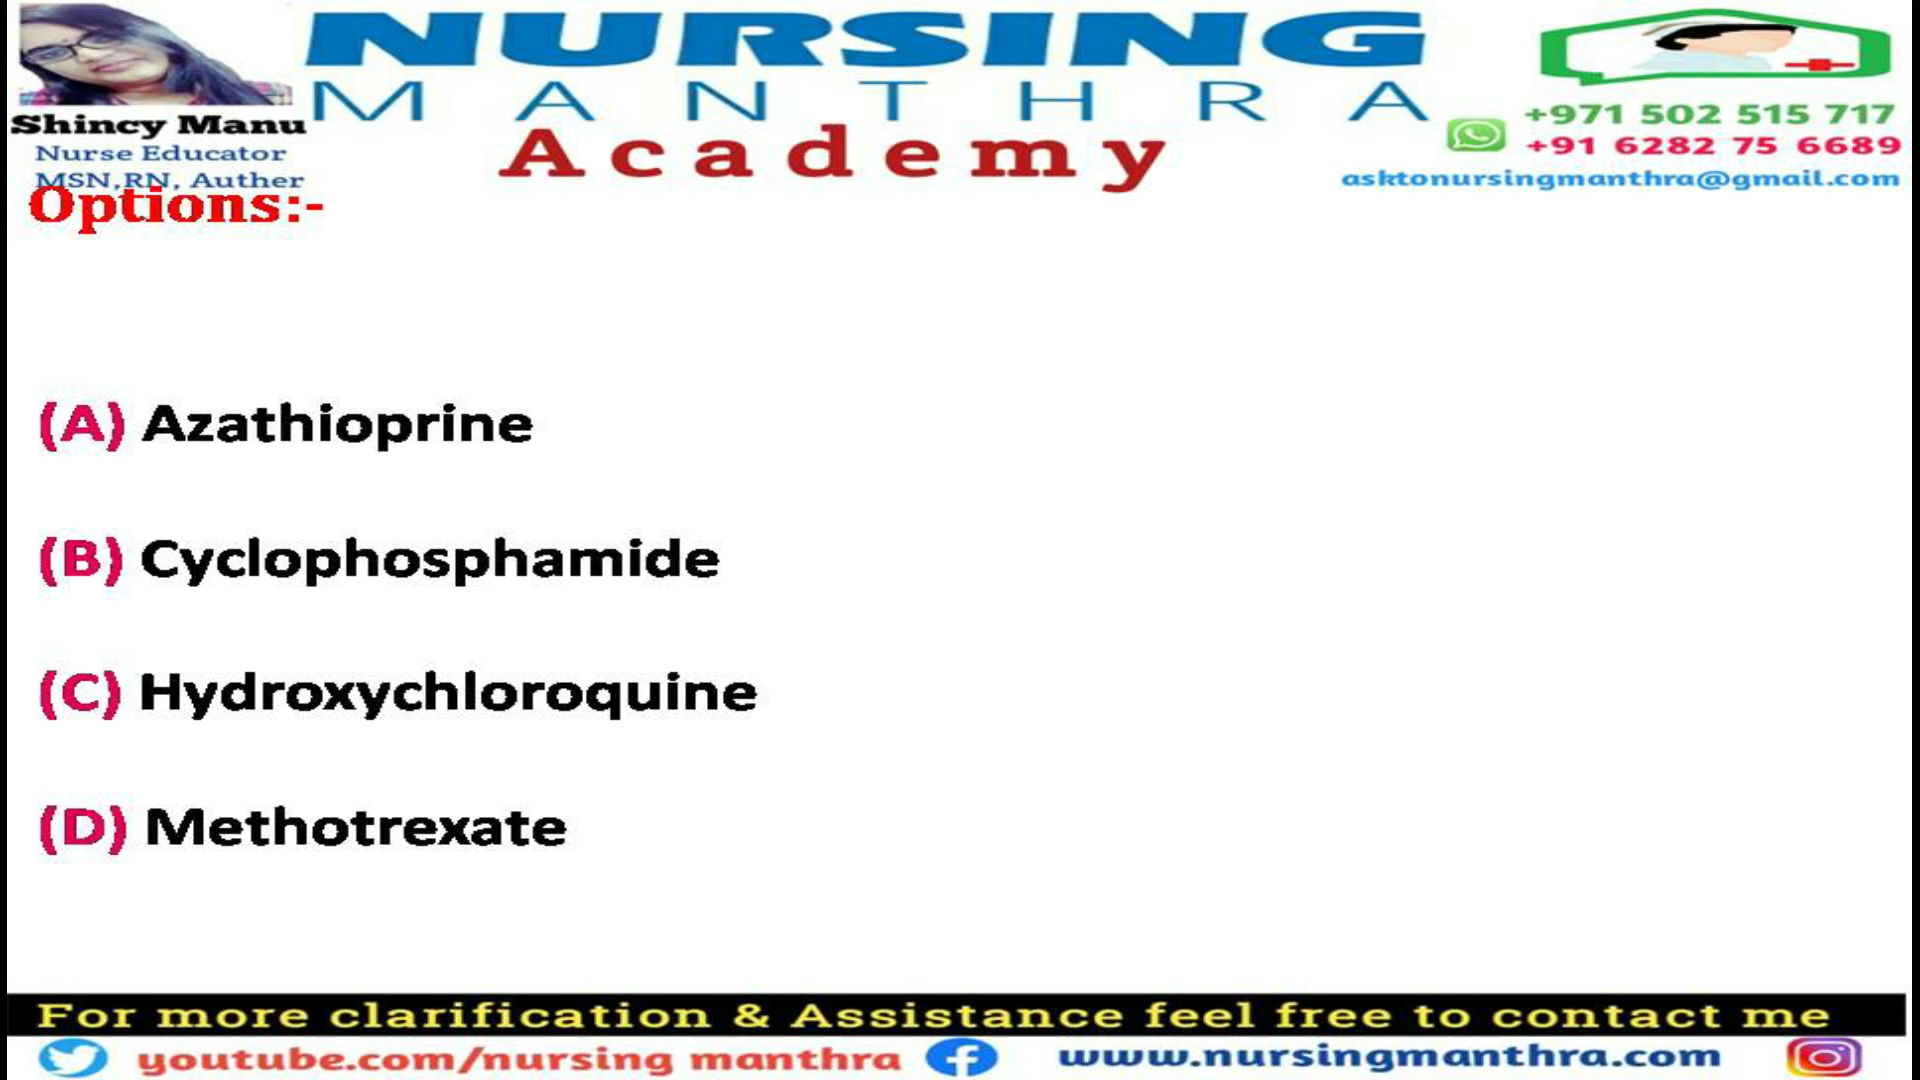 NURSING
MANTHRA
Academy
Shincy Manu
Nurse Educator
MSN,RN, Auther
+971 502 515 717
+91 6282 75 6689
asktonursingmanthra@gmail.com
Options:-
(A) Azathioprine
(B) Cyclophosphamide
(C) Hydroxychloroquine
(D) Methotrexate
For more clarification & Assistance feel free to contact me
youtube.com/nursing manthra
www.nursingmanthra.com